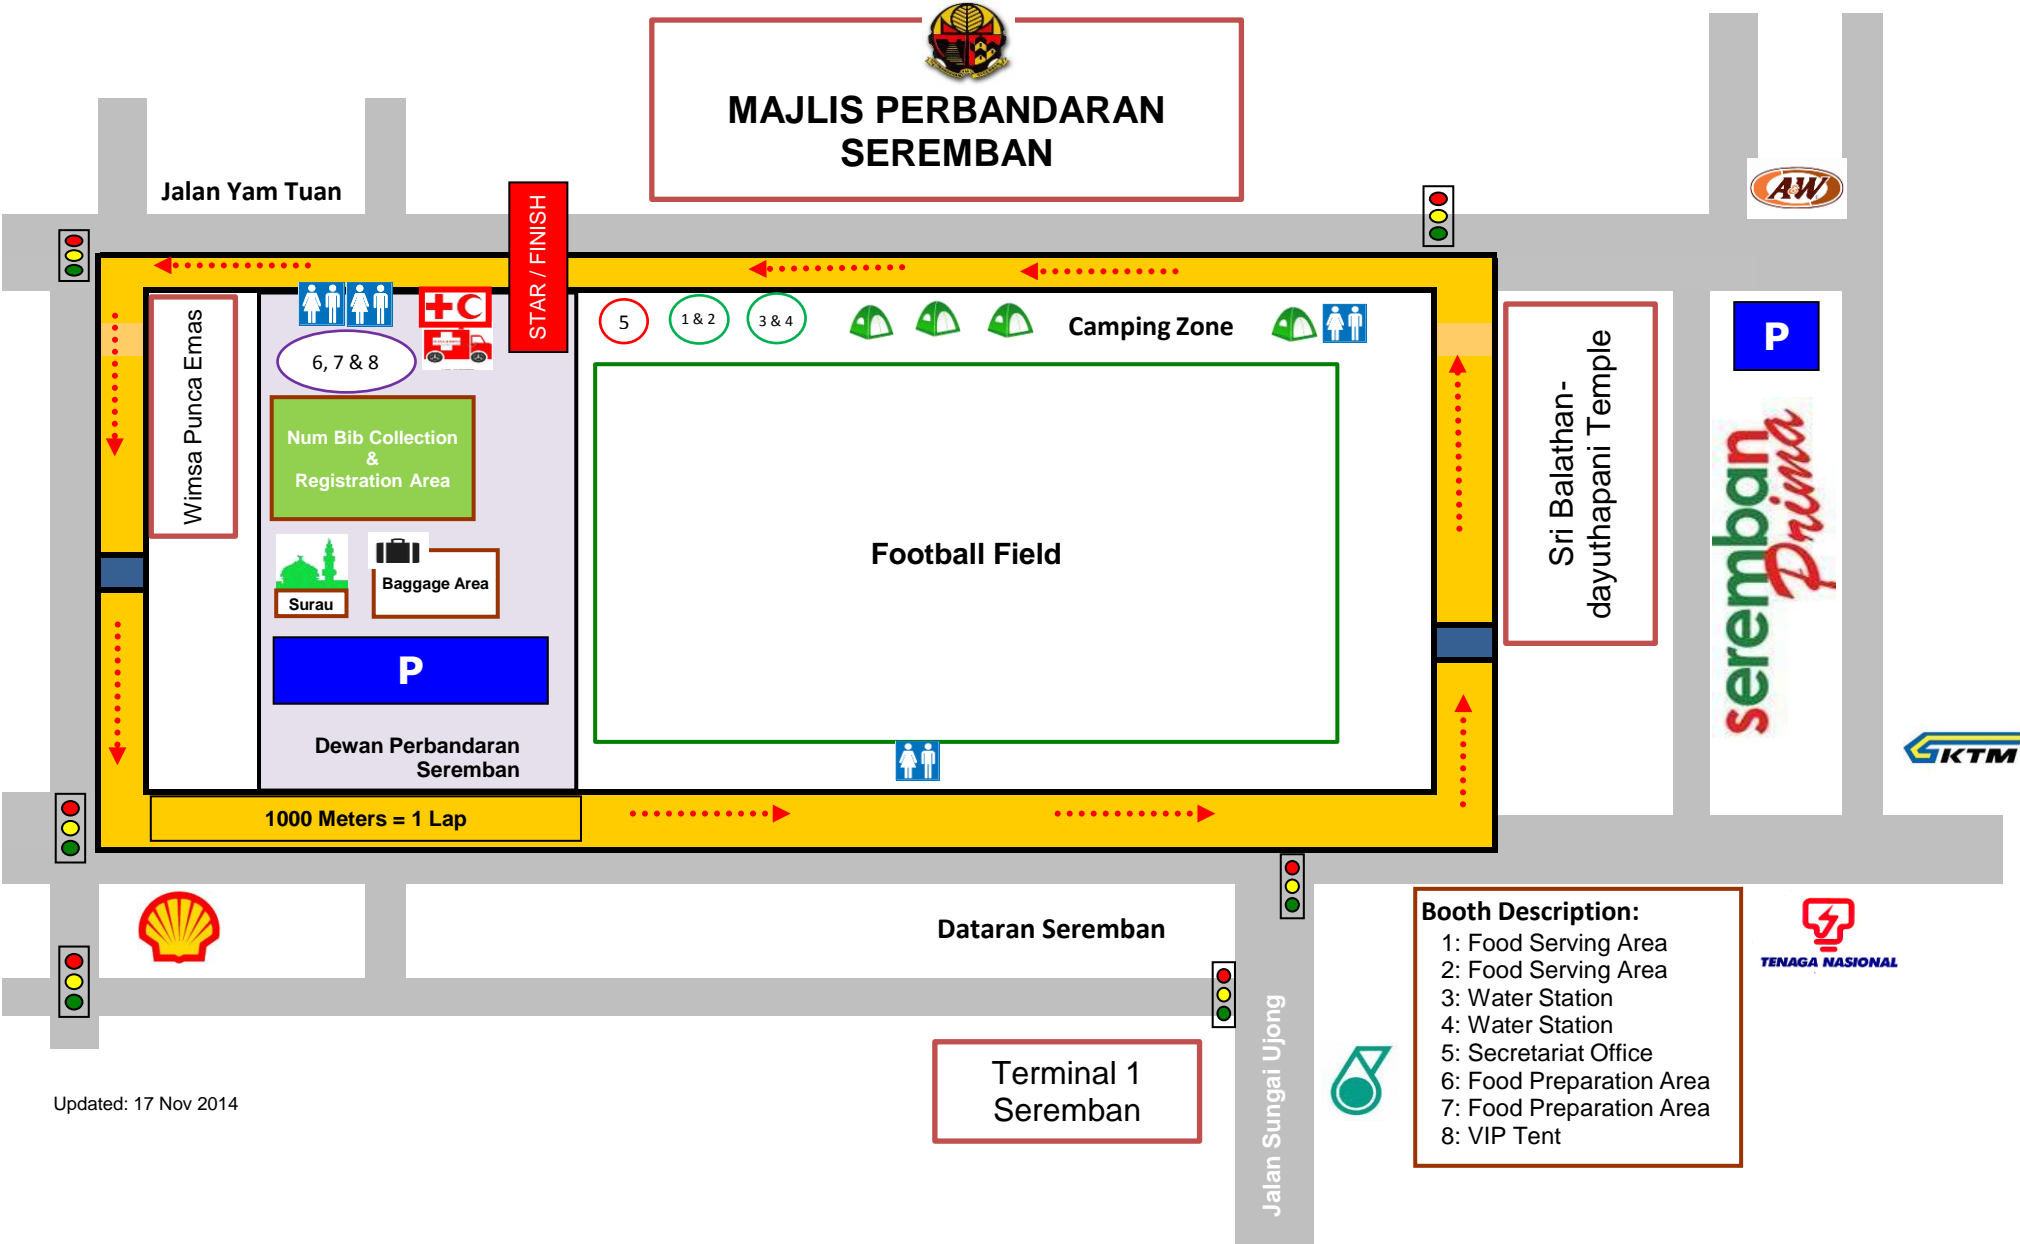 MAJLIS PERBANDARAN
SEREMBAN
Jalan Yam Tuan
STAR / FINISH
A&W
Wimsa Punca Emas
6, 7 & 8
5
1 & 2
3 & 4
Camping Zone
Num Bib Collection
&
Registration Area
Surau
Baggage Area
P
Dewan Perbandaran
Seremban
Football Field
Sri Balathan-
dayuthapani Temple
P
seremban
Prima
KTM
1000 Meters = 1 Lap
Dataran Seremban
Jalan Sungai Ujong
Terminal 1
Seremban
Booth Description:
1: Food Serving Area
2: Food Serving Area
3: Water Station
4: Water Station
5: Secretariat Office
6: Food Preparation Area
7: Food Preparation Area
8: VIP Tent
TENAGA NASIONAL
Updated: 17 Nov 2014